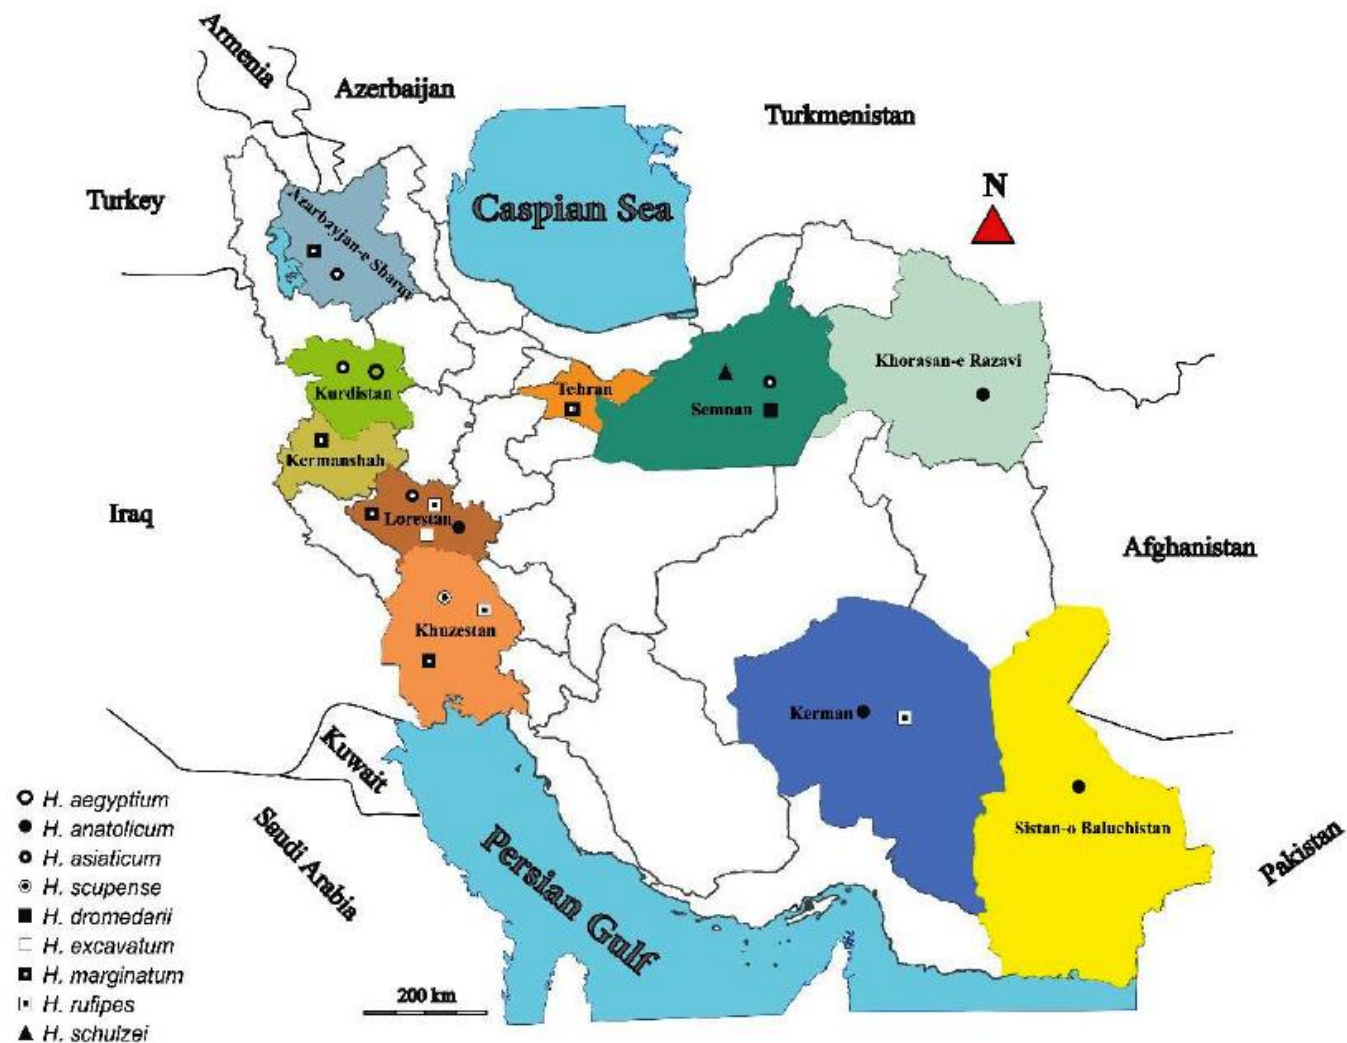 Armenia
Azerbaijan
Turkmenistan
Turkey
Caspian Sea
N
Azarbayjan-e Sharqi
Khorasan-e Razavi
Kurdistan
Tehran
Semnan
Kermanshah
Iraq
Lorestan
Afghanistan
Khuzestan
Kerman
Kuwait
Sistan-o Baluchistan
Saudi Arabia
Persian Gulf
Pakistan
200 km
H. aegyptium
H. anatolicum
H. asiaticum
H. scupense
H. dromedarii
H. excavatum
H. marginatum
H. rufipes
H. schulzei